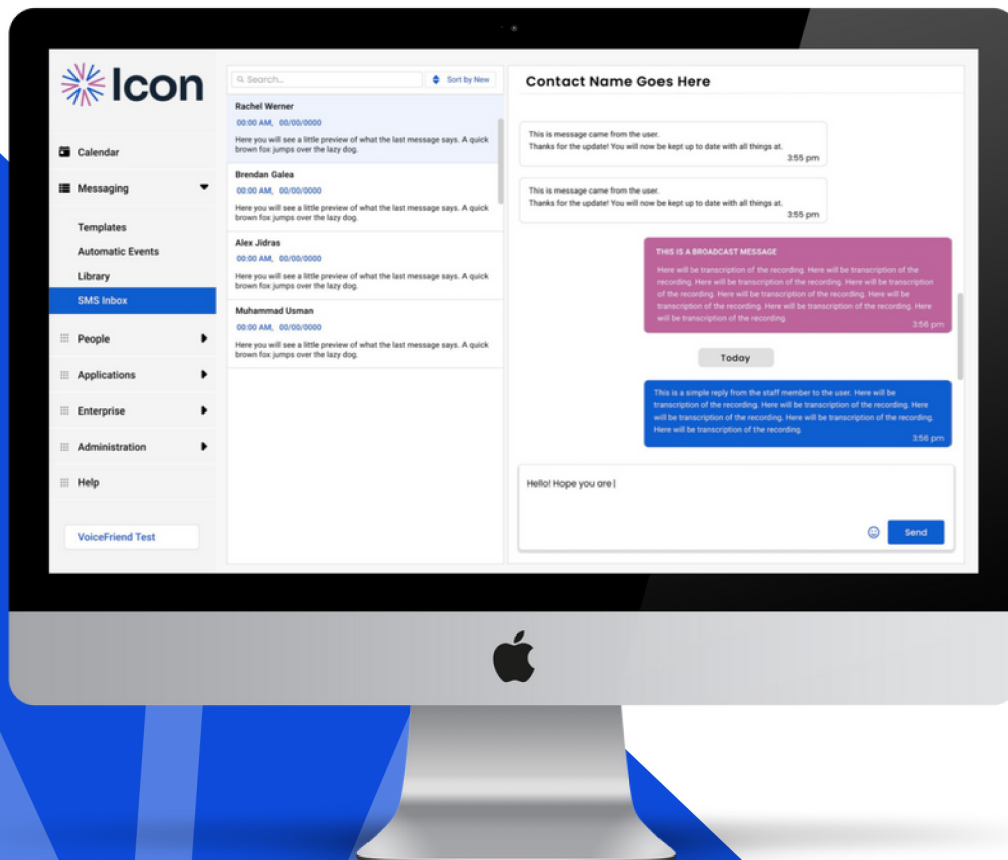 Icon
Calendar
Messaging
Templates
Automatic Events
Library
SMS Inbox
People
Applications
Enterprise
Administration
Help
VoiceFriend Test
Search...
Sort by New
Rachel Werner
00:00 AM, 00/00/0000
Here you will see a little preview of what the last message says. A quick
brown fox jumps over the lazy dog.
Brendan Galea
00:00 AM, 00/00/0000
Here you will see a little preview of what the last message says. A quick
brown fox jumps over the lazy dog.
Alex Jidras
00:00 AM, 00/00/0000
Here you will see a little preview of what the last message says. A quick
brown fox jumps over the lazy dog.
Muhammad Usman
00:00 AM, 00/00/0000
Here you will see a little preview of what the last message says. A quick
brown fox jumps over the lazy dog.
Contact Name Goes Here
This is message came from the user.
Thanks for the update! You will now be kept up to date with all things at.
3:55 pm
This is message came from the user.
Thanks for the update! You will now be kept up to date with all things at.
3:55 pm
THIS IS A BROADCAST MESSAGE
Here will be transcription of the recording. Here will be transcription of the
recording. Here will be transcription of the recording. Here will be transcription
of the recording. Here will be transcription of the recording. Here will be
transcription of the recording. Here will be transcription of the recording. Here
will be transcription of the recording.
3:56 pm
Today
This is a simple reply from the staff member to the user. Here will be
transcription of the recording. Here will be transcription of the recording. Here
will be transcription of the recording. Here will be transcription of the recording.
Here will be transcription of the recording.
3:56 pm
Hello! Hope you are
Send